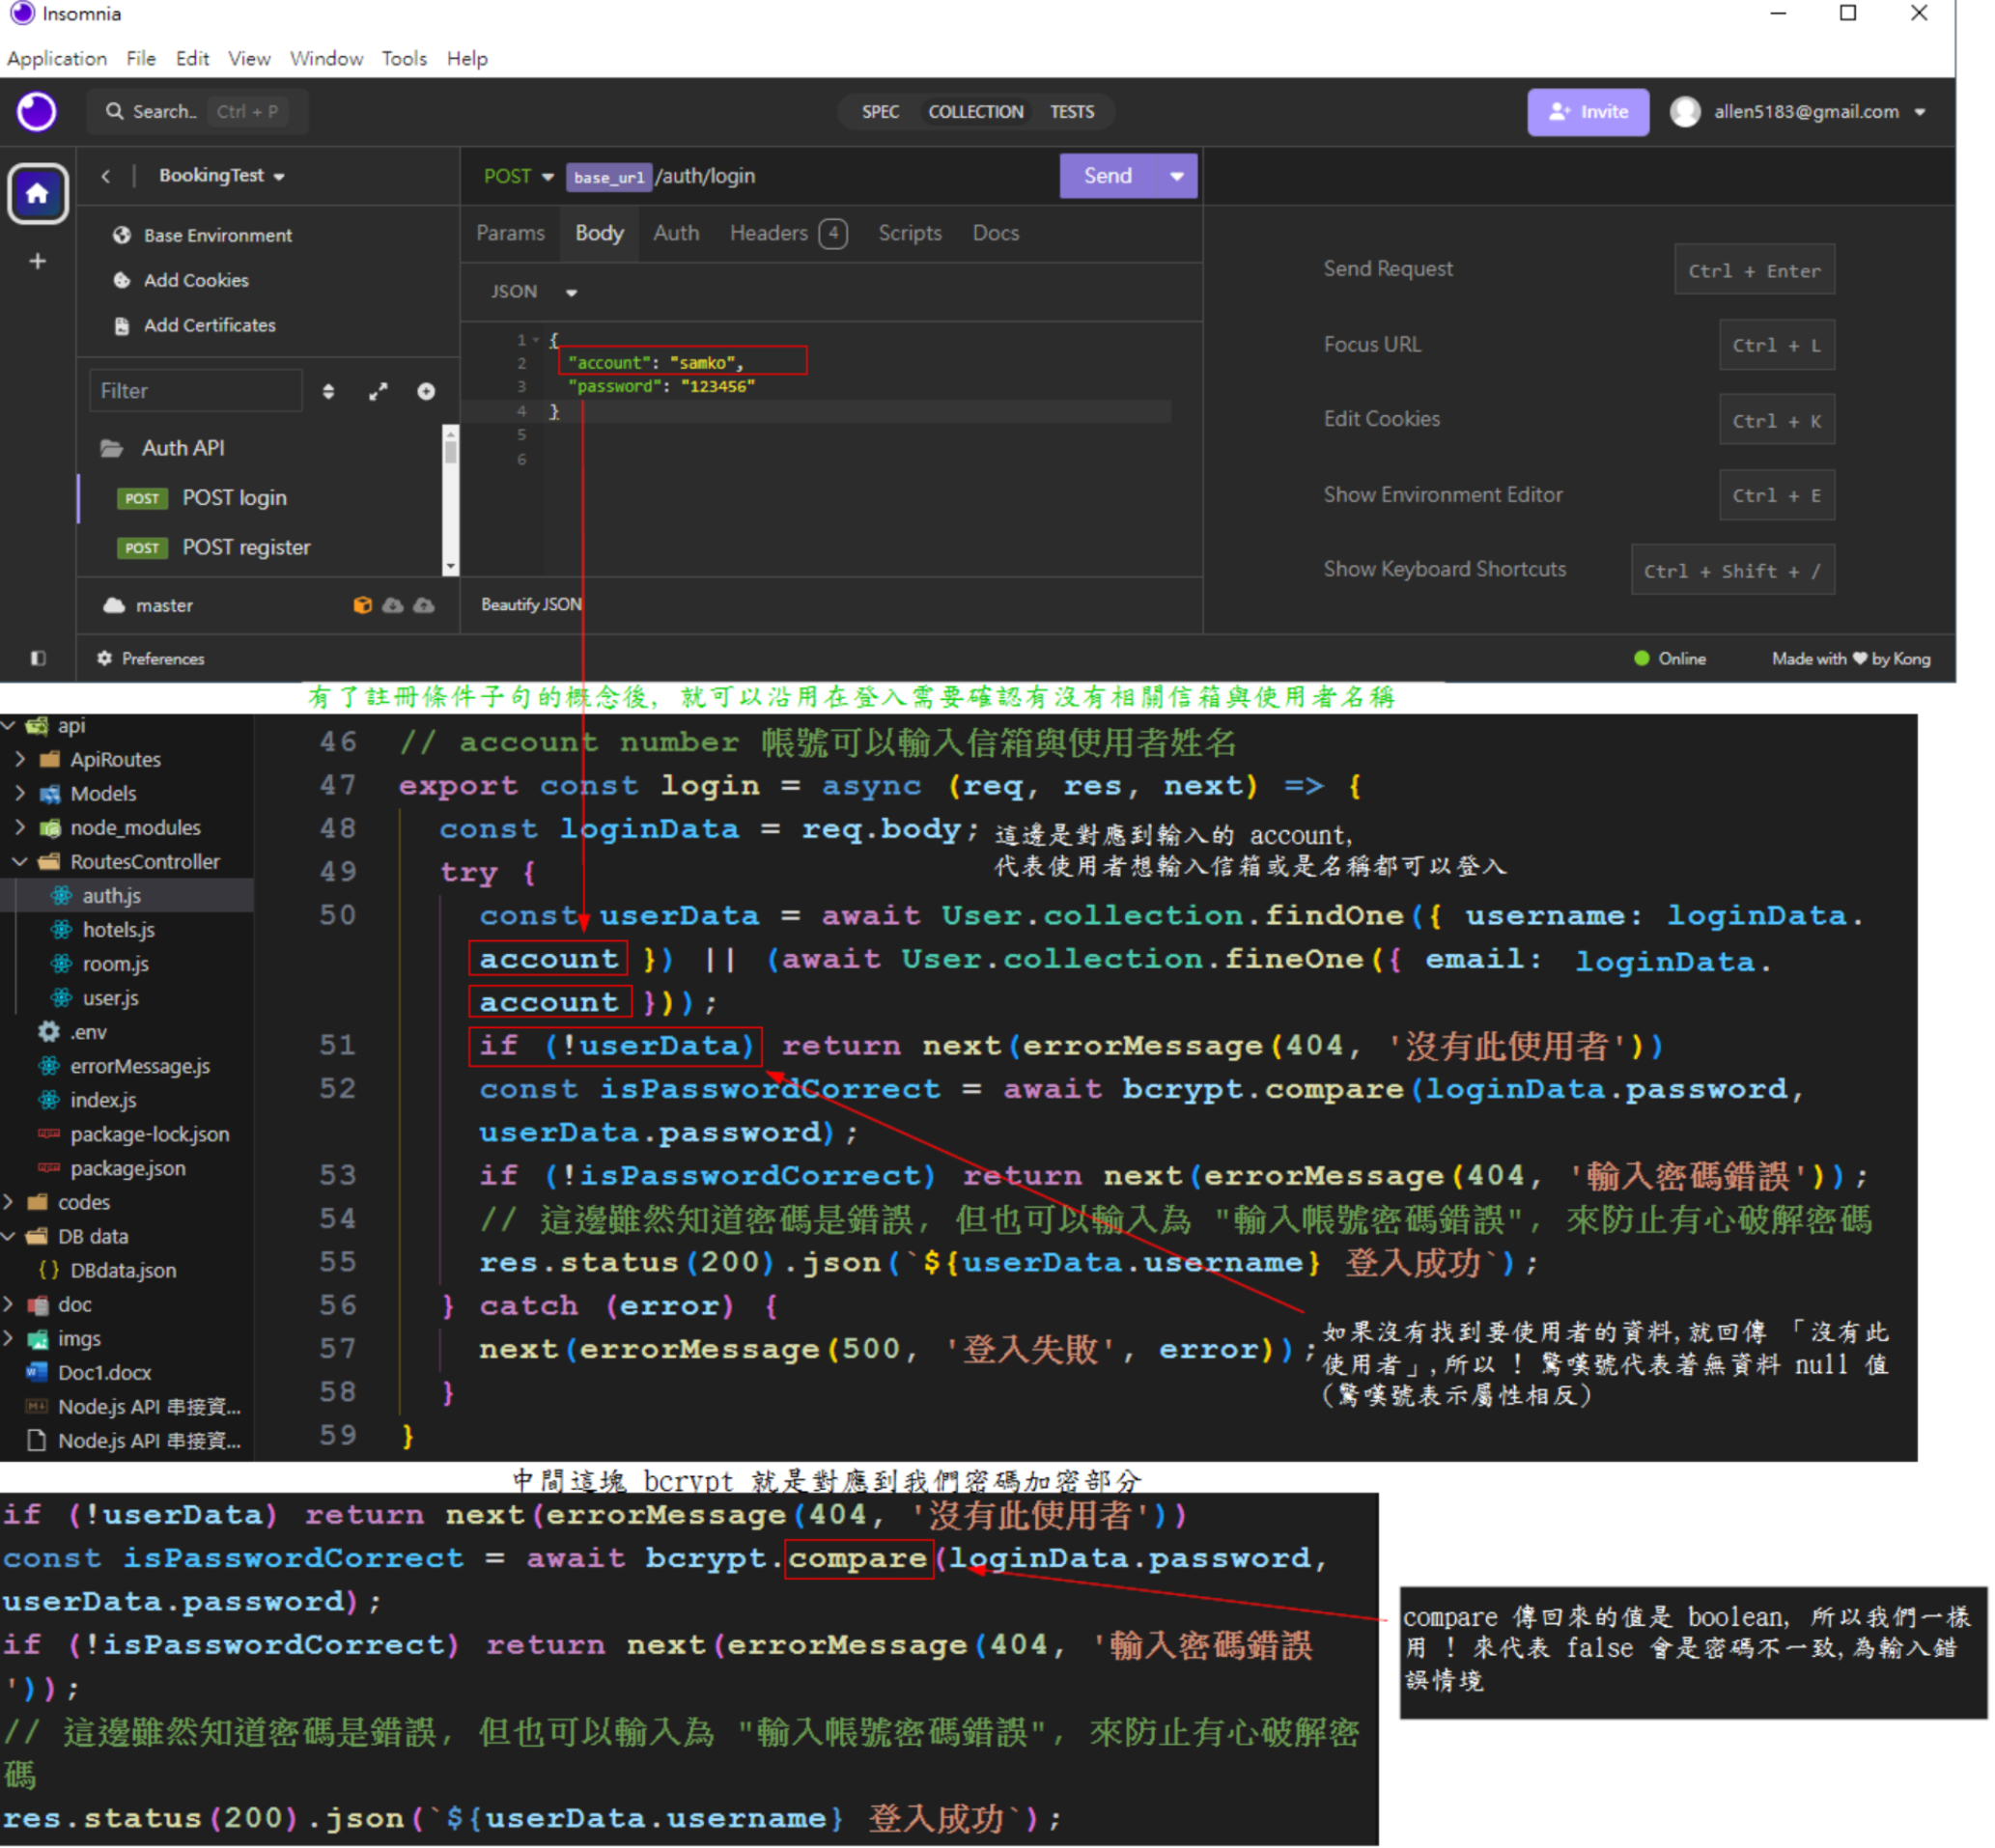 Insomnia
Application File Edit View Window Tools Help
Search.. Ctrl + P
SPEC COLLECTION TESTS
Invite
allen5183@gmail.com
BookingTest
POST base_url /auth/login
Send
Base Environment
Add Cookies
Add Certificates
Filter
Auth API
POST POST login
POST POST register
master
Preferences
Params Body Auth Headers 4 Scripts Docs
JSON
1 {
2 "account": "samko",
3 "password": "123456"
4 }
5
6
Beautify JSON
Send Request Ctrl + Enter
Focus URL Ctrl + L
Edit Cookies Ctrl + K
Show Environment Editor Ctrl + E
Show Keyboard Shortcuts Ctrl + Shift + /
Online Made with ♥ by Kong
有了註冊條件子句的概念後, 就可以沿用在登入需要確認有沒有相關信箱與使用者名稱
api
ApiRoutes
Models
node_modules
RoutesController
auth.js
hotels.js
room.js
user.js
.env
errorMessage.js
index.js
package-lock.json
package.json
codes
DB data
{} DBdata.json
doc
imgs
Doc1.docx
Node.js API 串接資...
Node.js API 串接資...
46 // account number 帳號可以輸入信箱與使用者姓名
47 export const login = async (req, res, next) => {
48 const loginData = req.body;
這邊是對應到輸入的 account,
代表使用者想輸入信箱或是名稱都可以登入
49 try {
50 const userData = await User.collection.findOne({ username: loginData.
account }) || (await User.collection.fineOne({ email: loginData.
account }));
51 if (!userData) return next(errorMessage(404, '沒有此使用者'))
52 const isPasswordCorrect = await bcrypt.compare(loginData.password,
userData.password);
53 if (!isPasswordCorrect) return next(errorMessage(404, '輸入密碼錯誤'));
54 // 這邊雖然知道密碼是錯誤, 但也可以輸入為 "輸入帳號密碼錯誤", 來防止有心破解密碼
55 res.status(200).json(`${userData.username} 登入成功`);
56 } catch (error) {
57 next(errorMessage(500, '登入失敗', error));
58 }
59 }
如果沒有找到要使用者的資料,就回傳 「沒有此
使用者」,所以 ! 驚嘆號代表著無資料 null 值
(驚嘆號表示屬性相反)
中間這塊 bcrypt 就是對應到我們密碼加密部分
if (!userData) return next(errorMessage(404, '沒有此使用者'))
const isPasswordCorrect = await bcrypt.compare(loginData.password,
userData.password);
if (!isPasswordCorrect) return next(errorMessage(404, '輸入密碼錯誤
'));
// 這邊雖然知道密碼是錯誤, 但也可以輸入為 "輸入帳號密碼錯誤", 來防止有心破解密
碼
res.status(200).json(`${userData.username} 登入成功`);
compare 傳回來的值是 boolean, 所以我們一樣
用 ! 來代表 false 會是密碼不一致,為輸入錯
誤情境